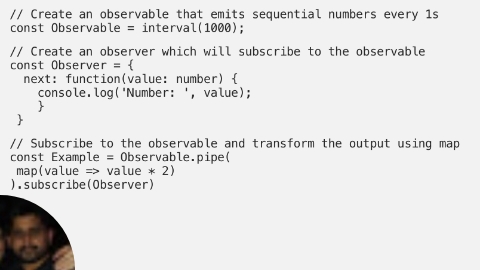 // Create an observable that emits sequential numbers every 1s
const Observable = interval(1000);
// Create an observer which will subscribe to the observable
const Observer = {
next: function(value: number) {
console.log('Number: ', value);
}
}
// Subscribe to the observable and transform the output using map
const Example = Observable.pipe(
map(value => value * 2)
).subscribe(Observer)